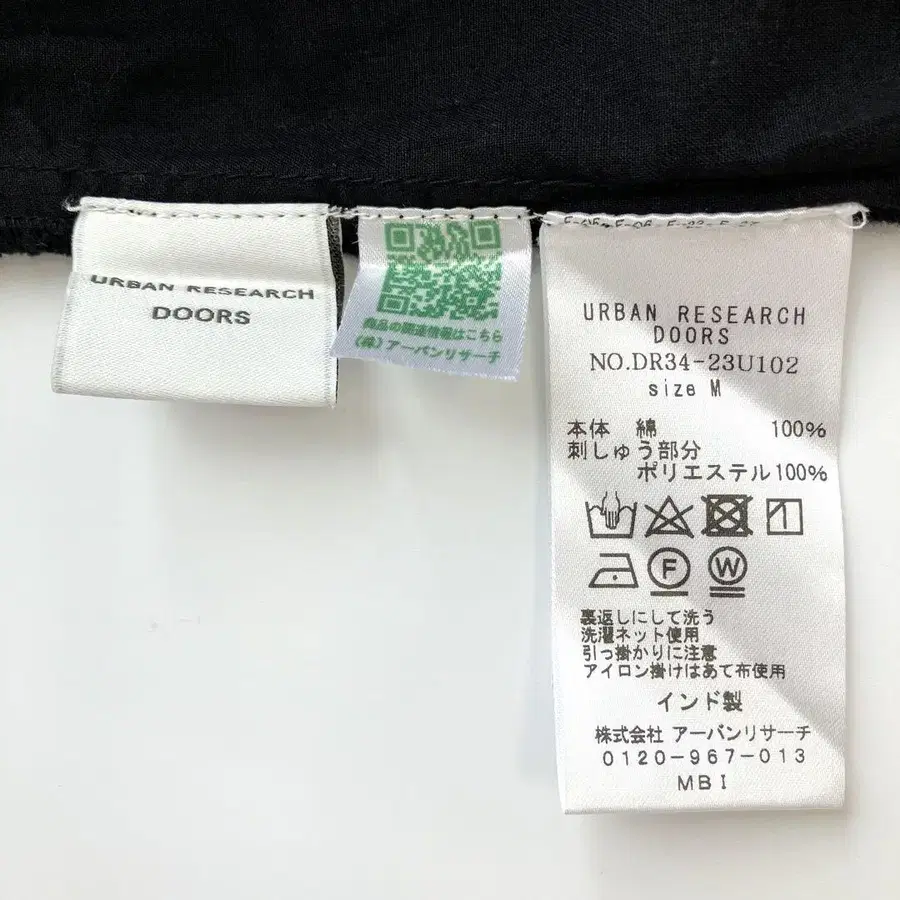 URBAN RESEARCH
DOORS
商品の関連情報はこちら
(株) アーバンリサーチ
URBAN RESEARCH
DOORS
NO.DR34-23U102
size M
本体 綿 100%
刺しゅう部分
ポリエステル100%
F
W
裏返しにして洗う
洗濯ネット使用
引っ掛かりに注意
アイロン掛けはあて布使用
インド製
株式会社 アーバンリサーチ
0120-967-013
MBI